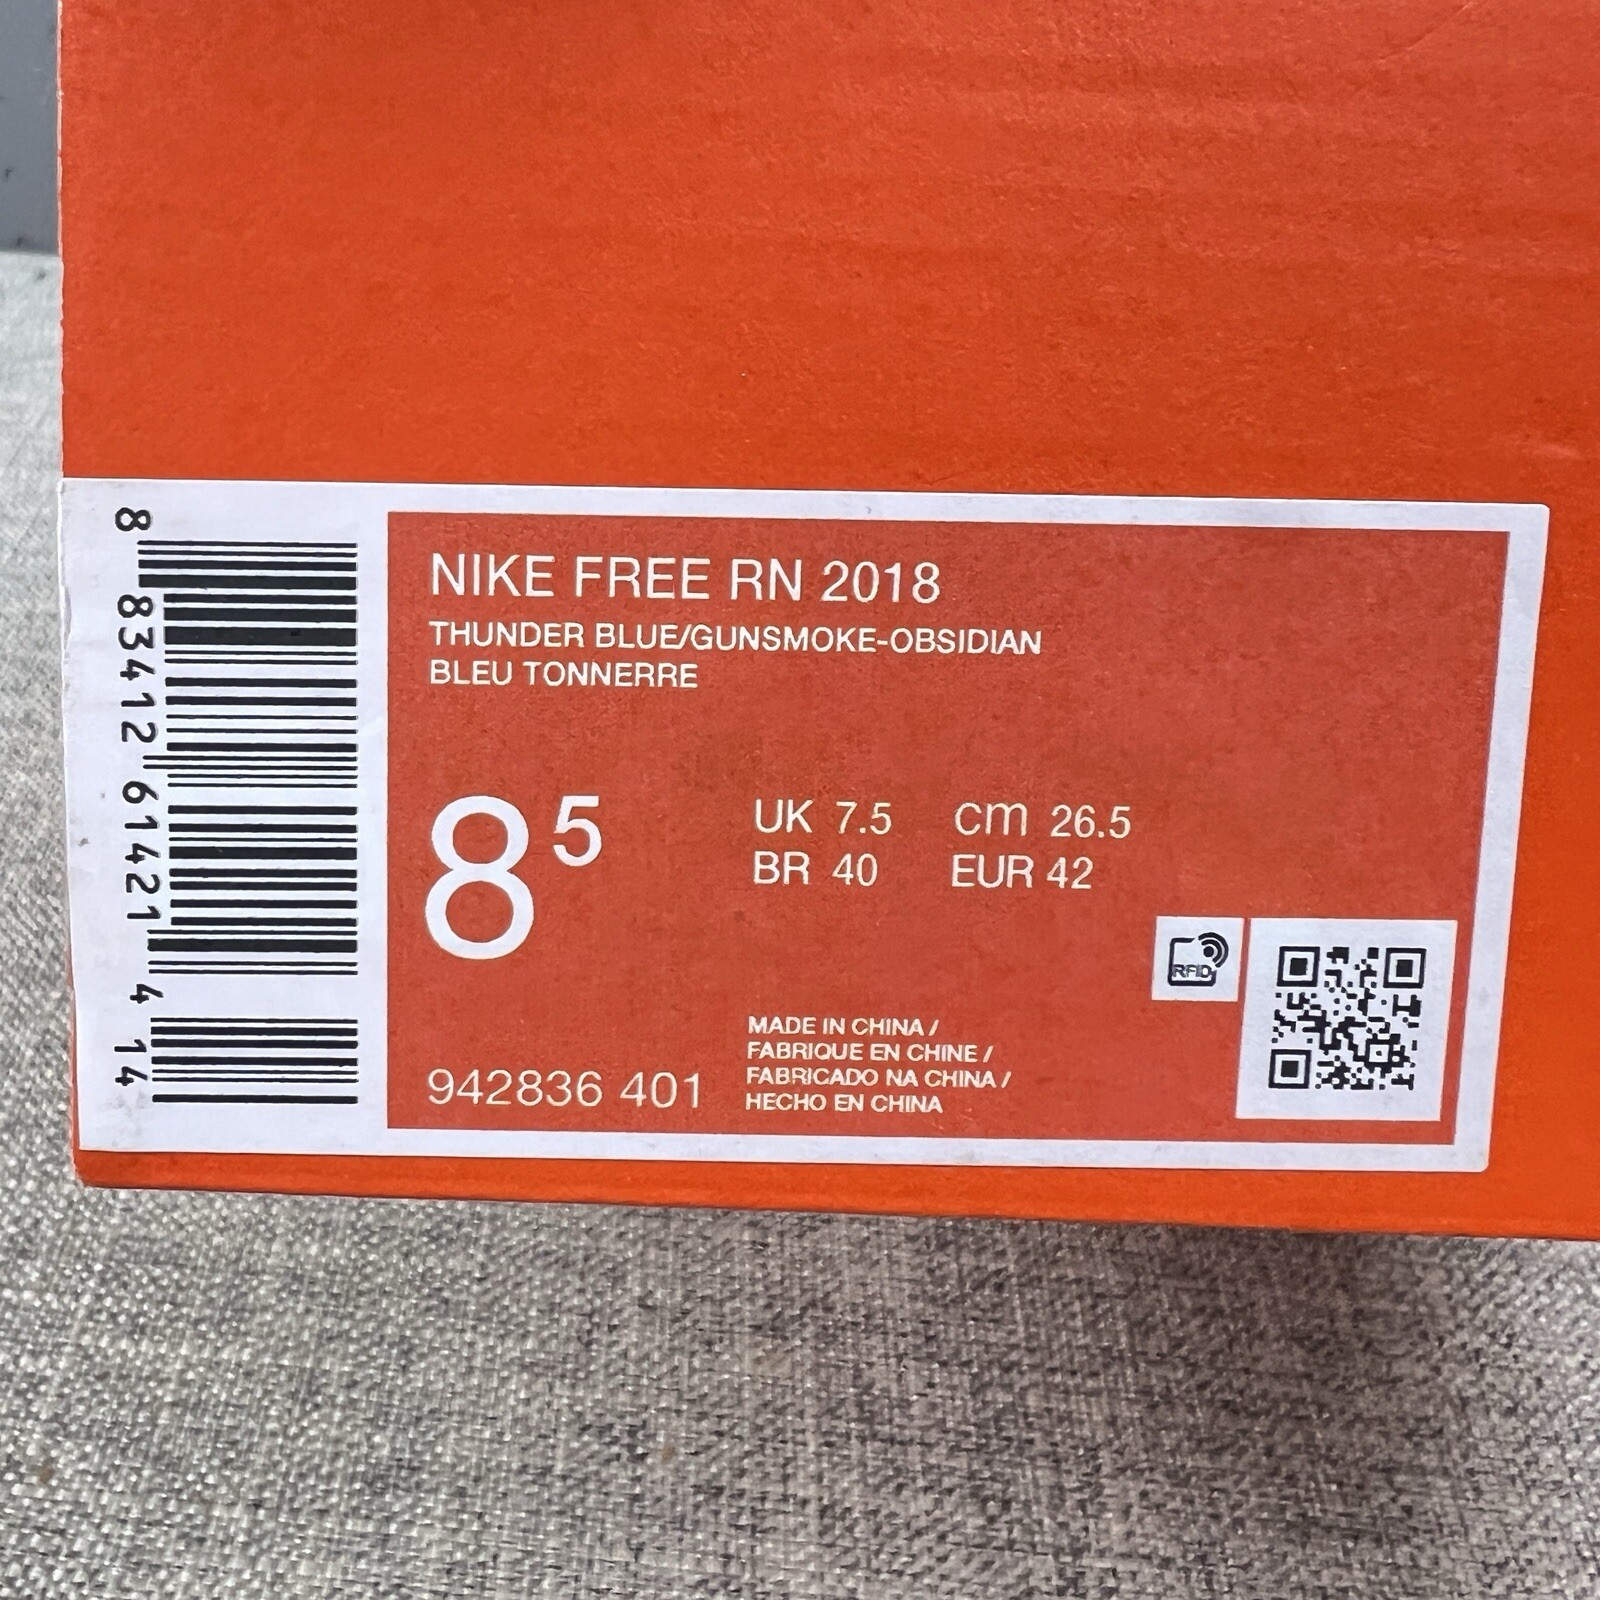 NIKE FREE RN 2018
THUNDER BLUE/GUNSMOKE-OBSIDIAN
BLEU TONNERRE
8 5
UK 7.5 cm 26.5
BR 40 EUR 42
RFID
MADE IN CHINA /
FABRIQUE EN CHINE /
FABRICADO NA CHINA /
HECHO EN CHINA
942836 401
8 83412 61421 4 14